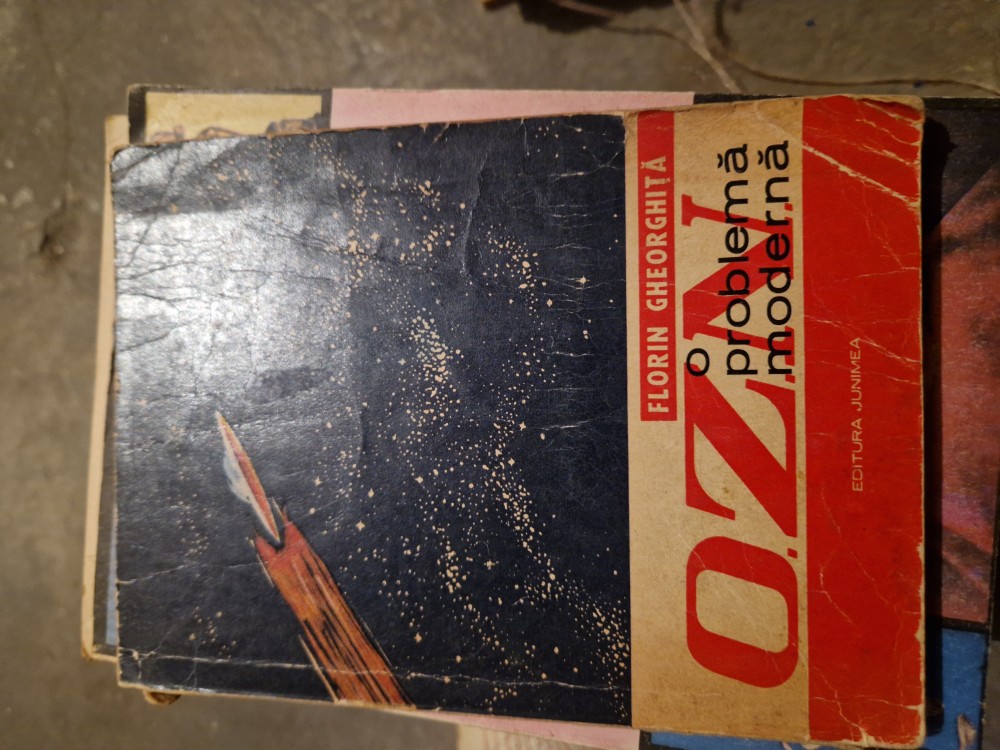 FLORIN GHEORGHIȚĂ
O.Z.N.
o
problemă
modernă
EDITURA JUNIMEA